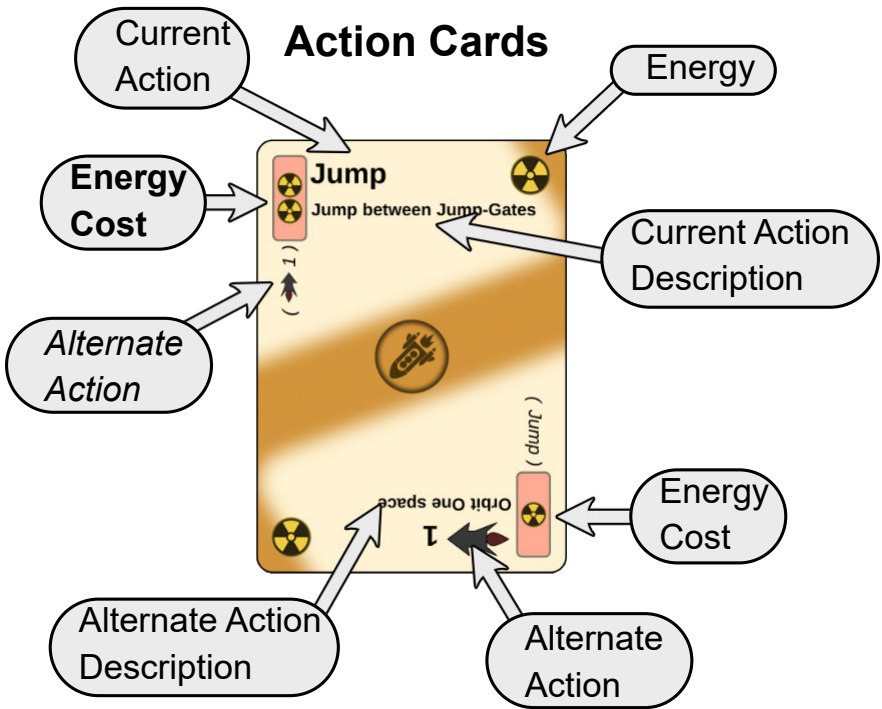 Action Cards
Current
Action
Energy
Energy
Cost
Jump
Jump between Jump-Gates
( 1 )
Current Action
Description
Alternate
Action
( Jump )
Orbit One space
1
Energy
Cost
Alternate Action
Description
Alternate
Action